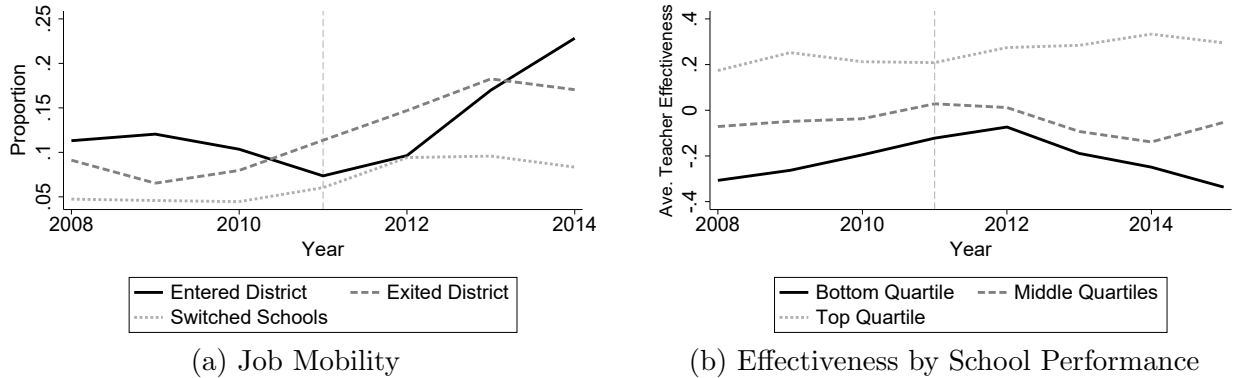 .25
.2
.15
.1
.05
Proportion
2008 2010 2012 2014
Year
Entered District Exited District
Switched Schools
(a) Job Mobility
.4
.2
0
-.2
-.4
Ave. Teacher Effectiveness
2008 2010 2012 2014
Year
Bottom Quartile Middle Quartiles
Top Quartile
(b) Effectiveness by School Performance